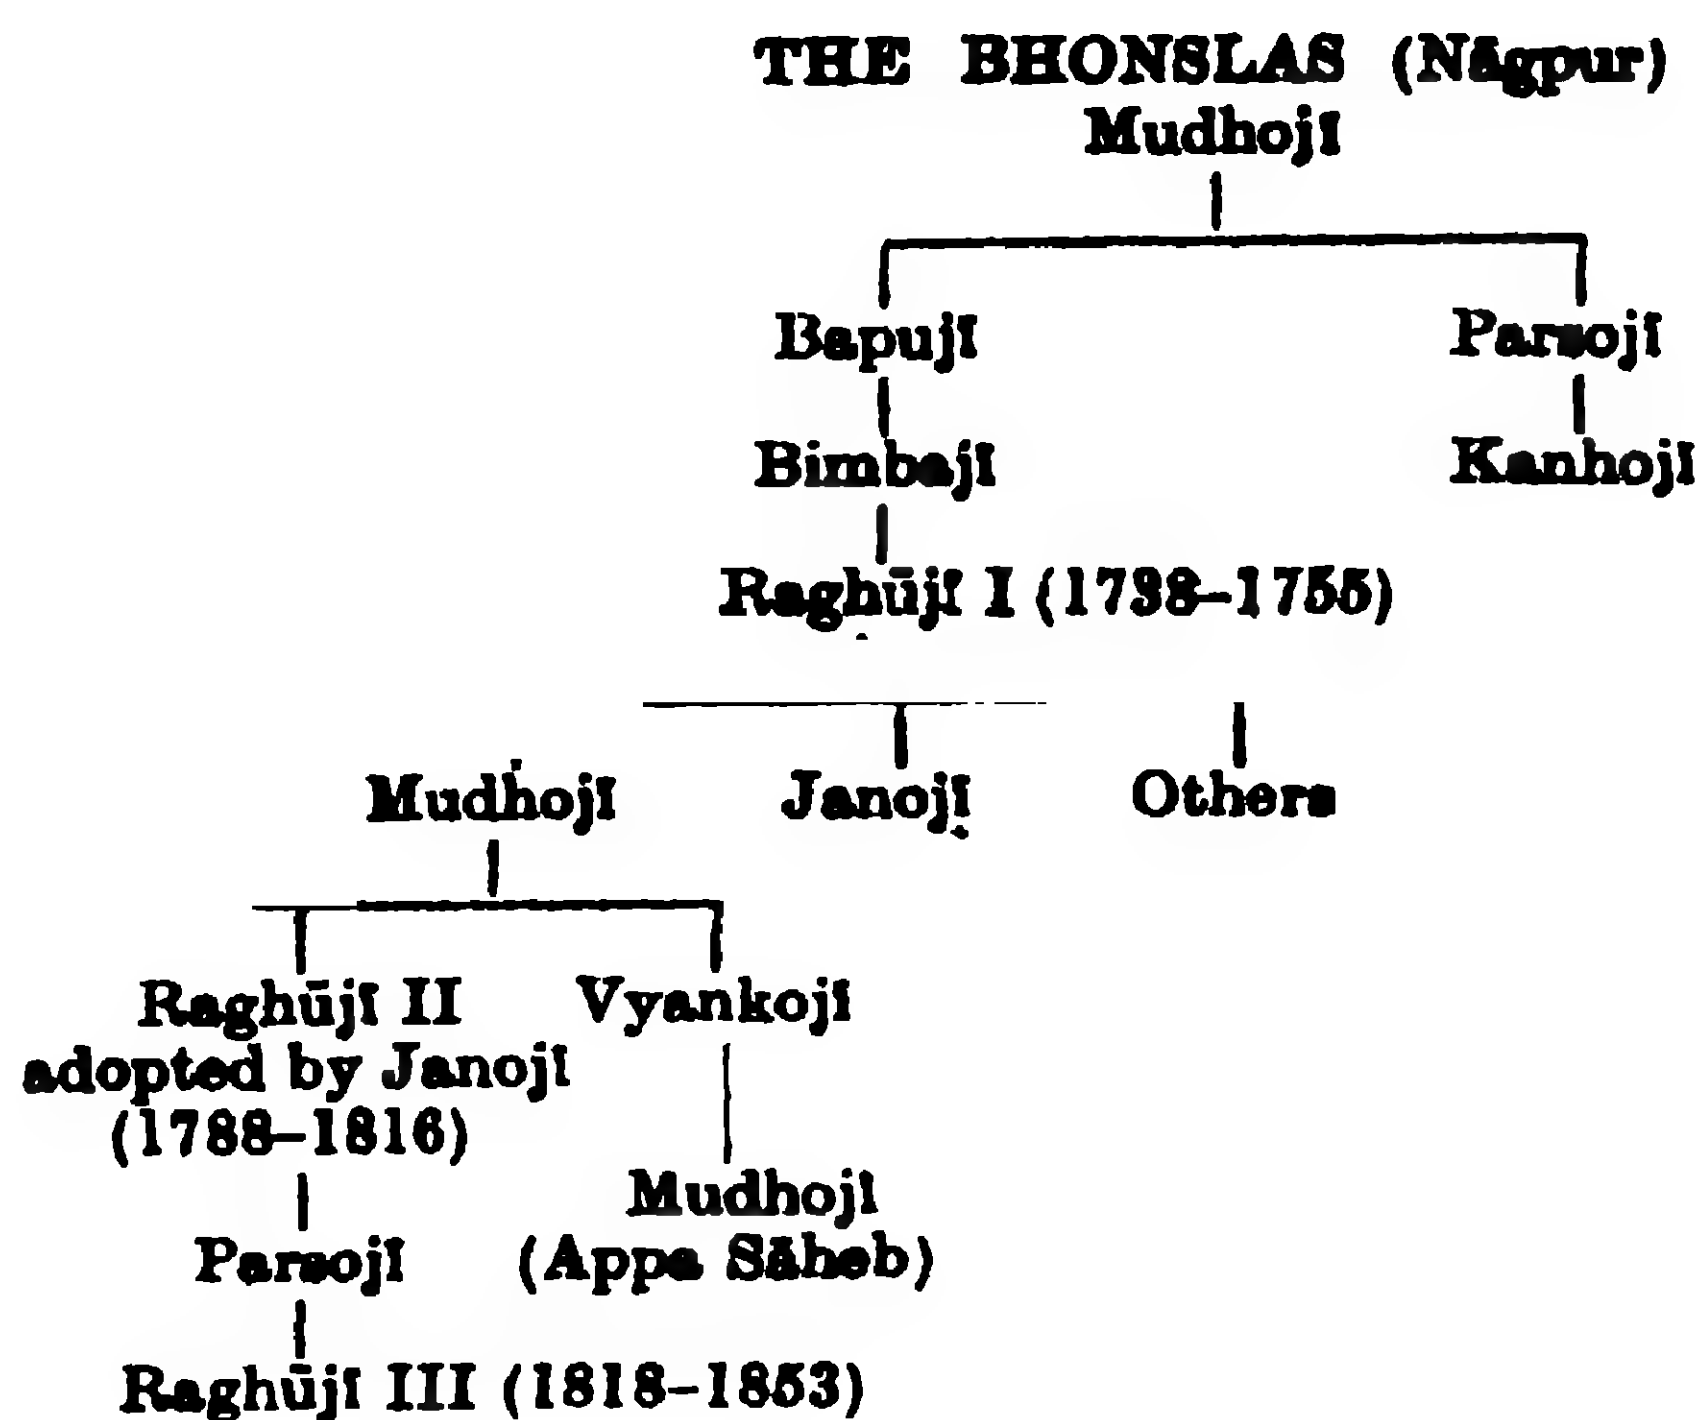 THE BHONSLAS (Nāgpur)
Mudhojī
Bapujī Parsojī
Bimbajī Kanhojī
Raghūjī I (1738–1755)
Mudhojī Janojī Others
Raghūjī II Vyankojī
adopted by Janojī
(1788–1816)
Mudhojī
Parsojī (Appa Sāheb)
Raghūjī III (1818–1853)